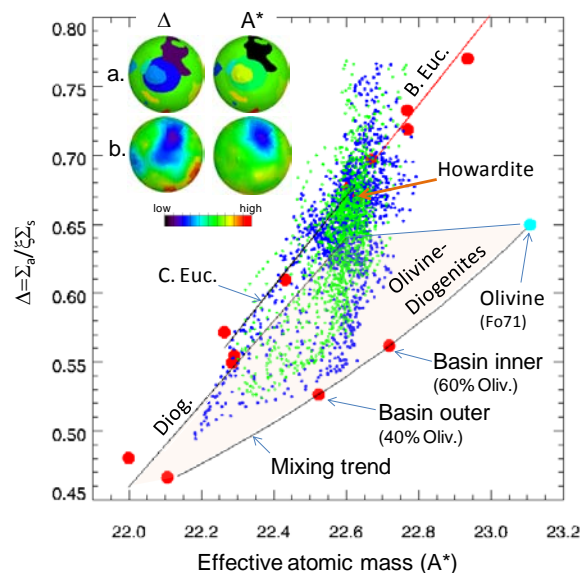 Δ A*
a.
b.
low high
B. Euc.
Howardite
C. Euc.
Olivine-
Diogenites
Olivine
(Fo71)
Diog.
Basin inner
(60% Oliv.)
Basin outer
(40% Oliv.)
Mixing trend
Δ=Σₐ/ξΣₛ
0.80
0.75
0.70
0.65
0.60
0.55
0.50
0.45
22.0 22.2 22.4 22.6 22.8 23.0 23.2
Effective atomic mass (A*)